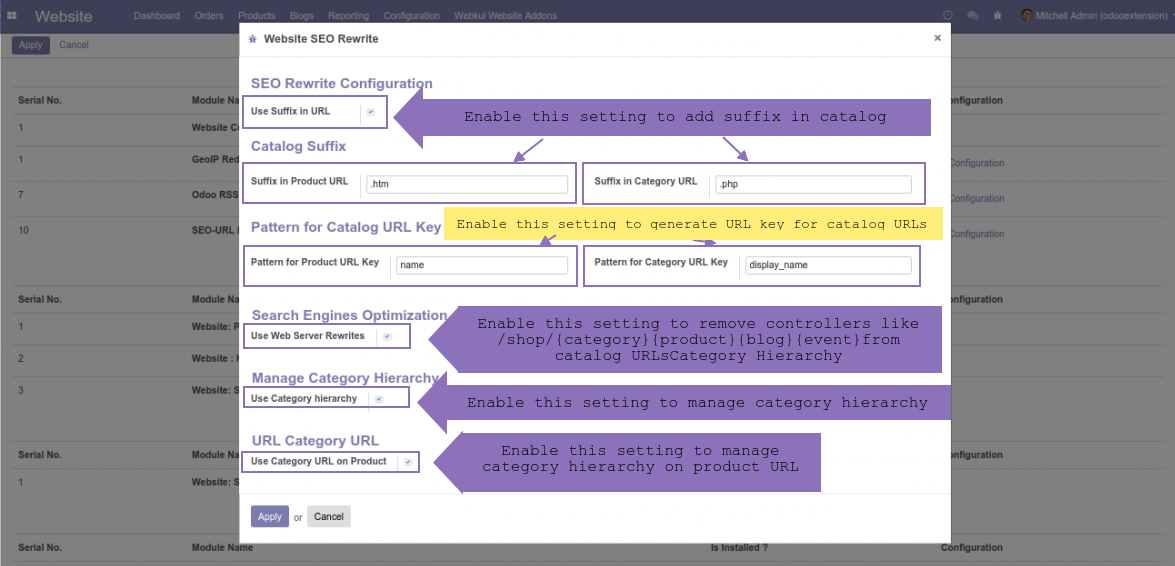 Website Dashboard Orders Products Blogs Reporting Configuration Webkul Website Addons Mitchell Admin (odooextension)
Apply Cancel
Website SEO Rewrite ×
SEO Rewrite Configuration
Serial No. Module Na nfiguration
Use Suffix in URL
Enable this setting to add suffix in catalog
1 Website
Catalog Suffix
1 GeoIP Red Configuration
Suffix in Product URL .htm Suffix in Category URL .php
7 Odoo RSS Configuration
Pattern for Catalog URL Key Enable this setting to generate URL key for catalog URLs
10 SEO-URL Configuration
Pattern for Product URL Key name Pattern for Category URL Key display_name
Serial No. Module Na nfiguration
Search Engines Optimization
Enable this setting to remove controllers like
/shop/{category}{product}{blog}{event}from
catalog URLsCategory Hierarchy
1 Website: P
Use Web Server Rewrites
2 Website :
Manage Category Hierarchy
3 Website: S
Use Category hierarchy
Enable this setting to manage category hierarchy
URL Category URL
Serial No. Module Na nfiguration
Use Category URL on Product
Enable this setting to manage
category hierarchy on product URL
1 Website: S
Apply or Cancel
Serial No. Module Name Is Installed ? Configuration